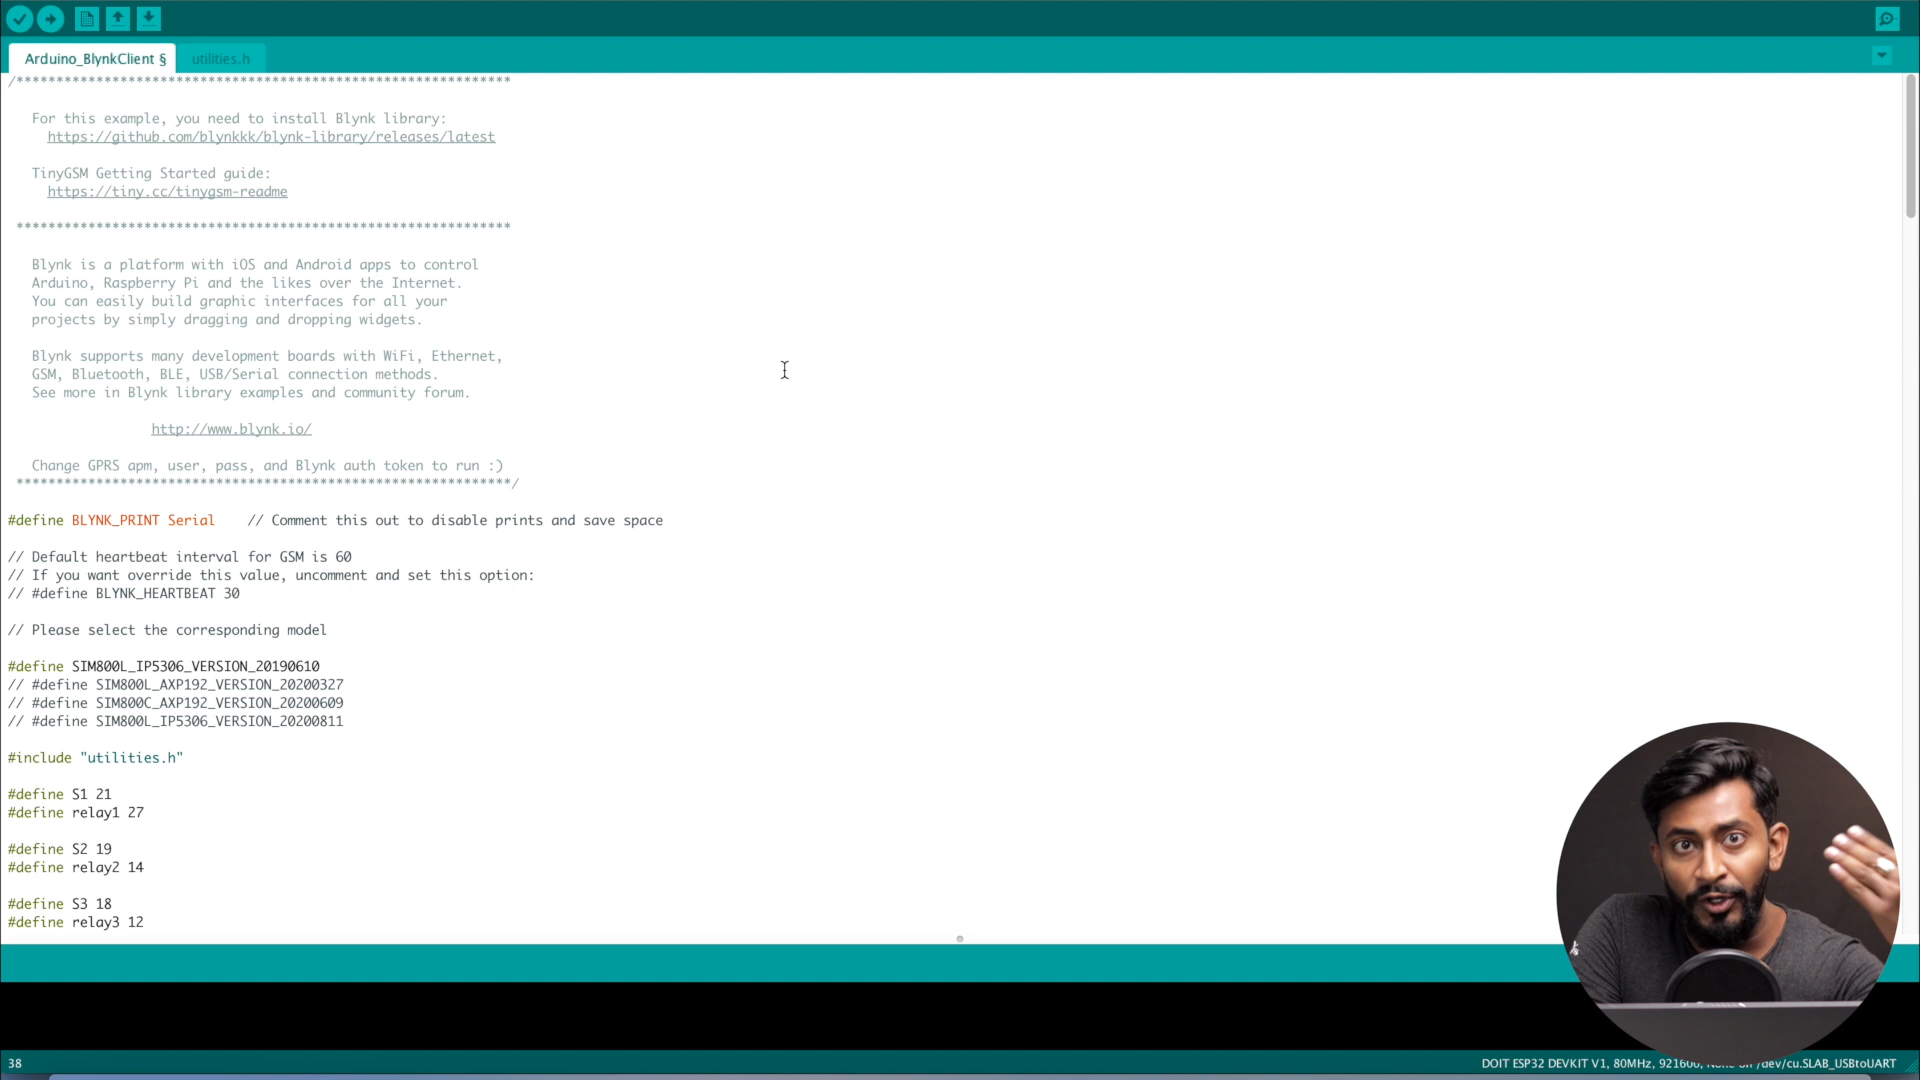 Arduino_BlynkClient §
utilities.h
/**************************************************************
For this example, you need to install Blynk library:
https://github.com/blynkkk/blynk-library/releases/latest
TinyGSM Getting Started guide:
https://tiny.cc/tinygsm-readme
**************************************************************
Blynk is a platform with iOS and Android apps to control
Arduino, Raspberry Pi and the likes over the Internet.
You can easily build graphic interfaces for all your
projects by simply dragging and dropping widgets.
Blynk supports many development boards with WiFi, Ethernet,
GSM, Bluetooth, BLE, USB/Serial connection methods.
See more in Blynk library examples and community forum.
http://www.blynk.io/
Change GPRS apm, user, pass, and Blynk auth token to run :)
**************************************************************/
#define BLYNK_PRINT Serial    // Comment this out to disable prints and save space
// Default heartbeat interval for GSM is 60
// If you want override this value, uncomment and set this option:
// #define BLYNK_HEARTBEAT 30
// Please select the corresponding model
#define SIM800L_IP5306_VERSION_20190610
// #define SIM800L_AXP192_VERSION_20200327
// #define SIM800C_AXP192_VERSION_20200609
// #define SIM800L_IP5306_VERSION_20200811
#include "utilities.h"
#define S1 21
#define relay1 27
#define S2 19
#define relay2 14
#define S3 18
#define relay3 12
38
DOIT ESP32 DEVKIT V1, 80MHz, 921600, None on /dev/cu.SLAB_USBtoUART